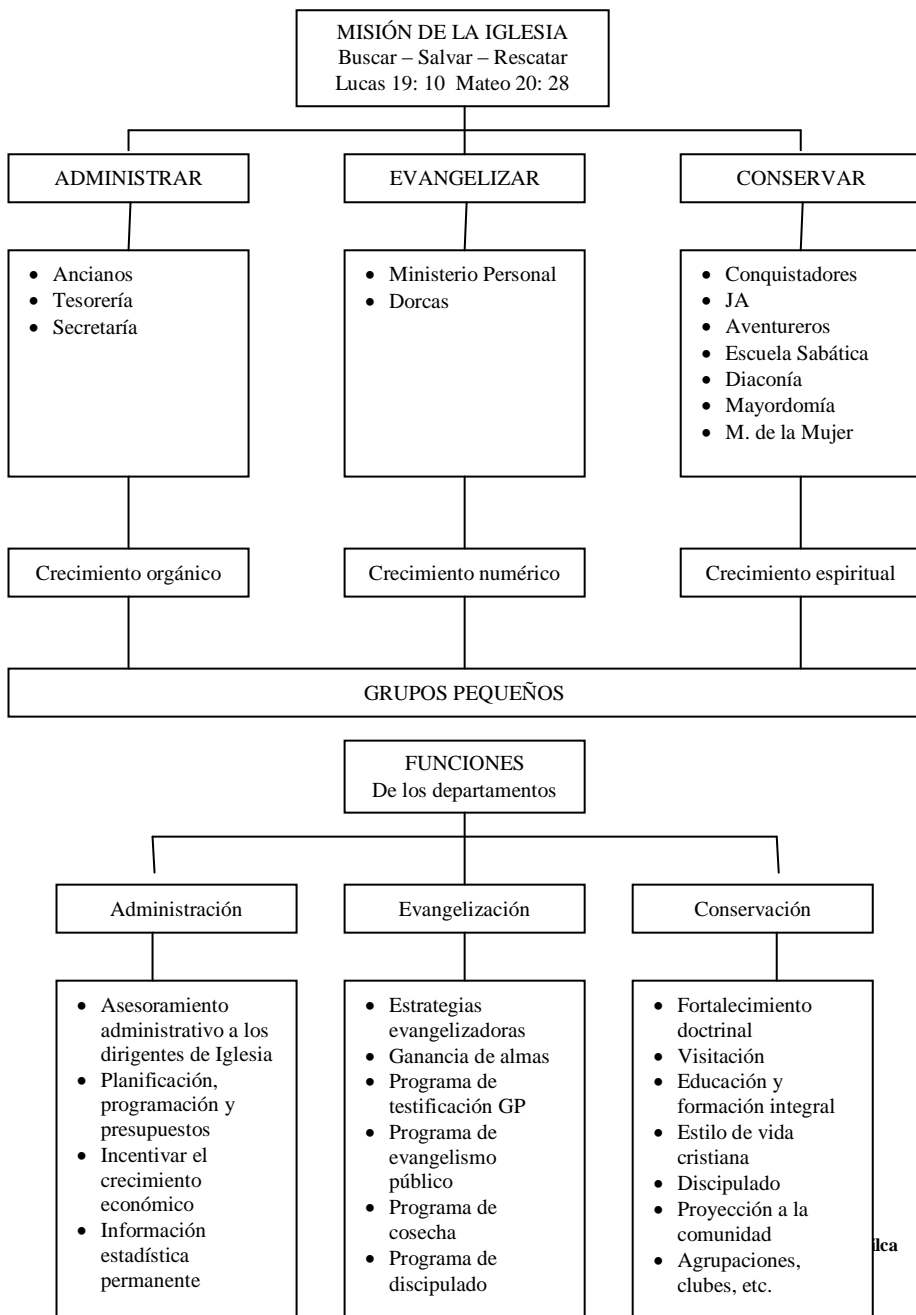 MISIÓN DE LA IGLESIA
Buscar – Salvar – Rescatar
Lucas 19: 10  Mateo 20: 28
ADMINISTRAR
EVANGELIZAR
CONSERVAR
• Ancianos
• Tesorería
• Secretaría
• Ministerio Personal
• Dorcas
• Conquistadores
• JA
• Aventureros
• Escuela Sabática
• Diaconía
• Mayordomía
• M. de la Mujer
Crecimiento orgánico
Crecimiento numérico
Crecimiento espiritual
GRUPOS PEQUEÑOS
FUNCIONES
De los departamentos
Administración
Evangelización
Conservación
• Asesoramiento
administrativo a los
dirigentes de Iglesia
• Planificación,
programación y
presupuestos
• Incentivar el
crecimiento
económico
• Información
estadística
permanente
• Estrategias
evangelizadoras
• Ganancia de almas
• Programa de
testificación GP
• Programa de
evangelismo
público
• Programa de
cosecha
• Programa de
discipulado
• Fortalecimiento
doctrinal
• Visitación
• Educación y
formación integral
• Estilo de vida
cristiana
• Discipulado
• Proyección a la
comunidad
• Agrupaciones,
clubes, etc.